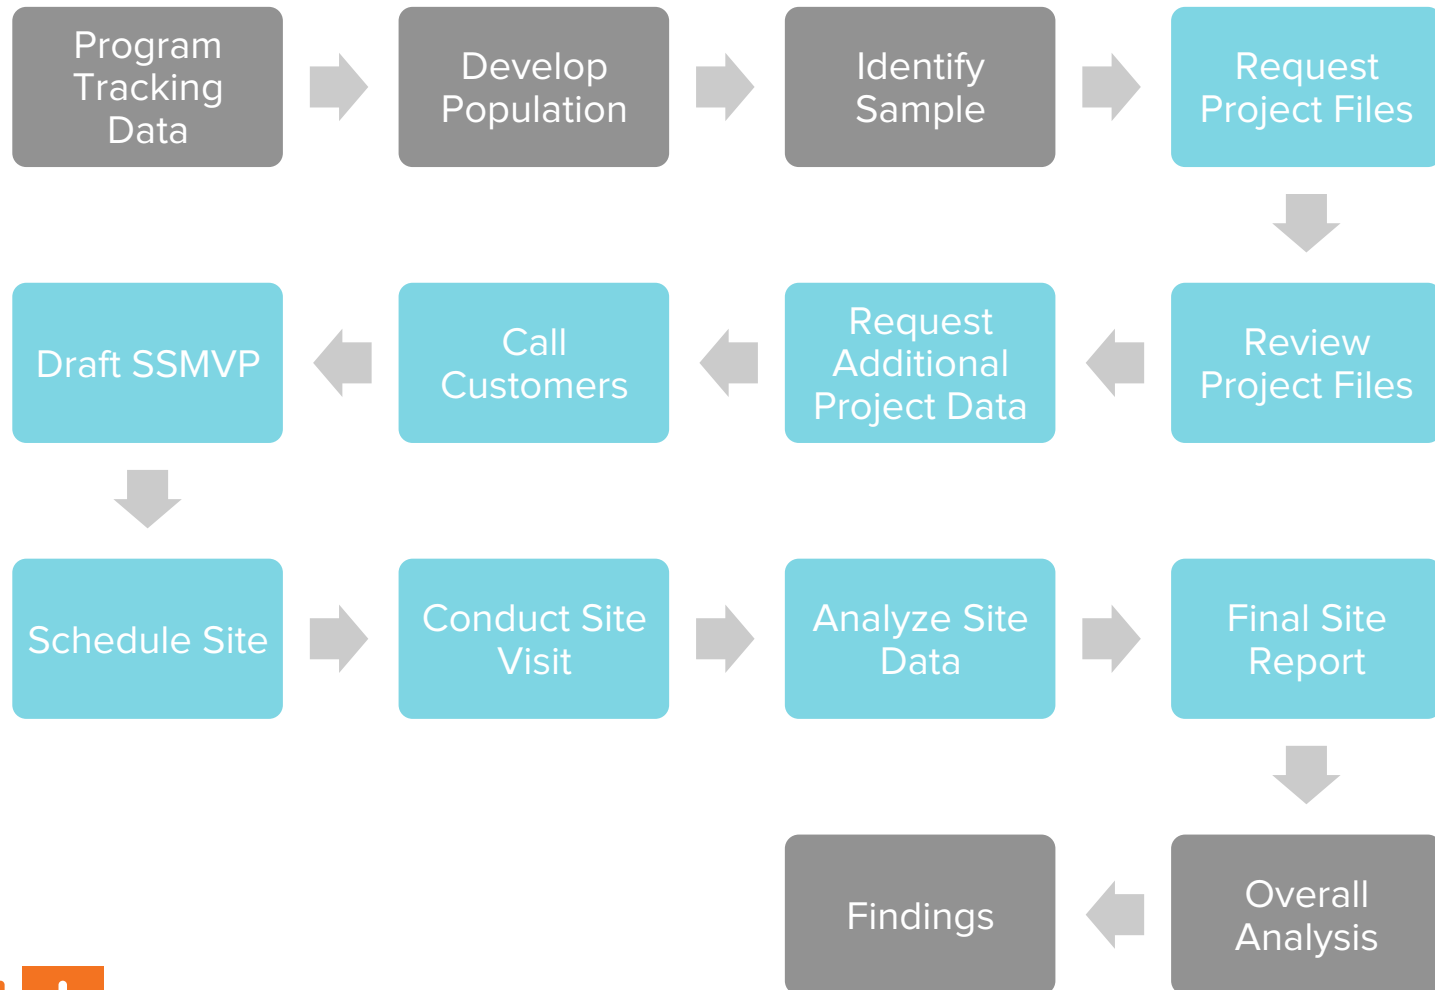 Program
Tracking
Data
Develop
Population
Identify
Sample
Request
Project Files
Review
Project Files
Request
Additional
Project Data
Call
Customers
Draft SSMVP
Schedule Site
Conduct Site
Visit
Analyze Site
Data
Final Site
Report
Overall
Analysis
Findings